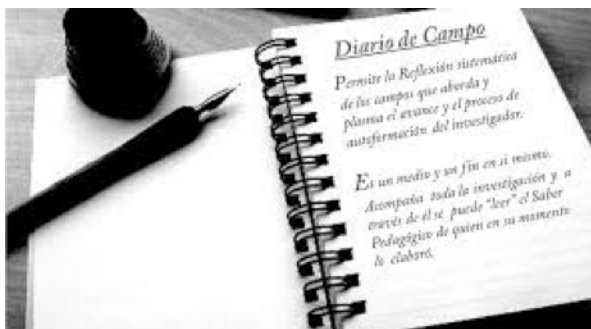 Diario de Campo
Permite la Reflexión sistemática
de los campos que aborda y
plasma el avance y el proceso de
autoformación del investigador.
Es un medio y un fin en si mismo.
Acompaña toda la investigación y a
través de él se puede "leer" el Saber
Pedagógico de quien en su momento
lo elaboró.